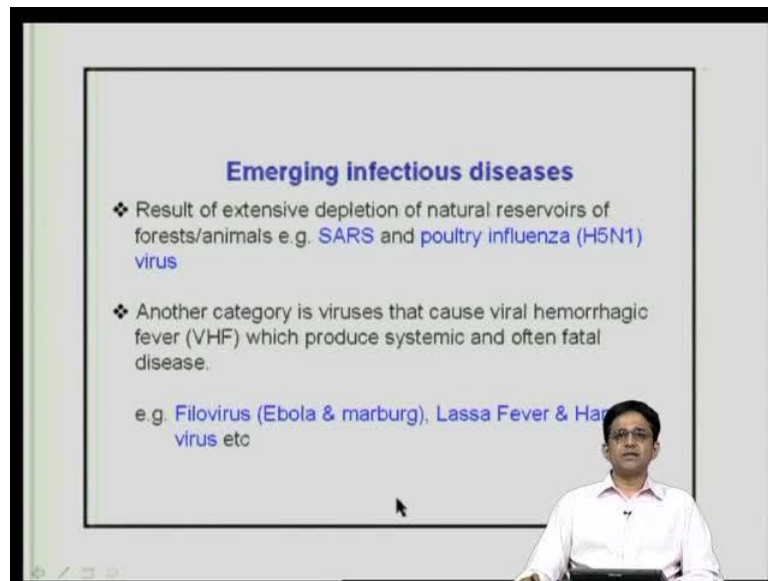 Emerging infectious diseases
❖ Result of extensive depletion of natural reservoirs of
forests/animals e.g. SARS and poultry influenza (H5N1)
virus
❖ Another category is viruses that cause viral hemorrhagic
fever (VHF) which produce systemic and often fatal
disease.
e.g. Filovirus (Ebola & marburg), Lassa Fever &
virus etc